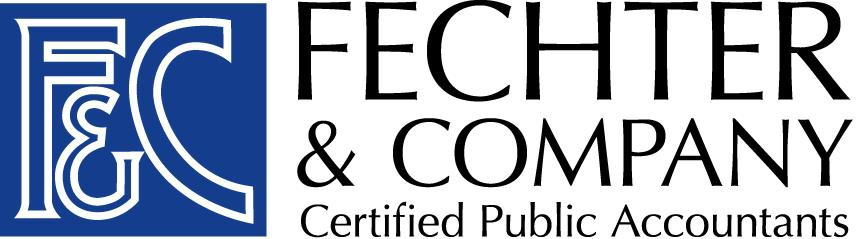 F&C
FECHTER
& COMPANY
Certified Public Accountants